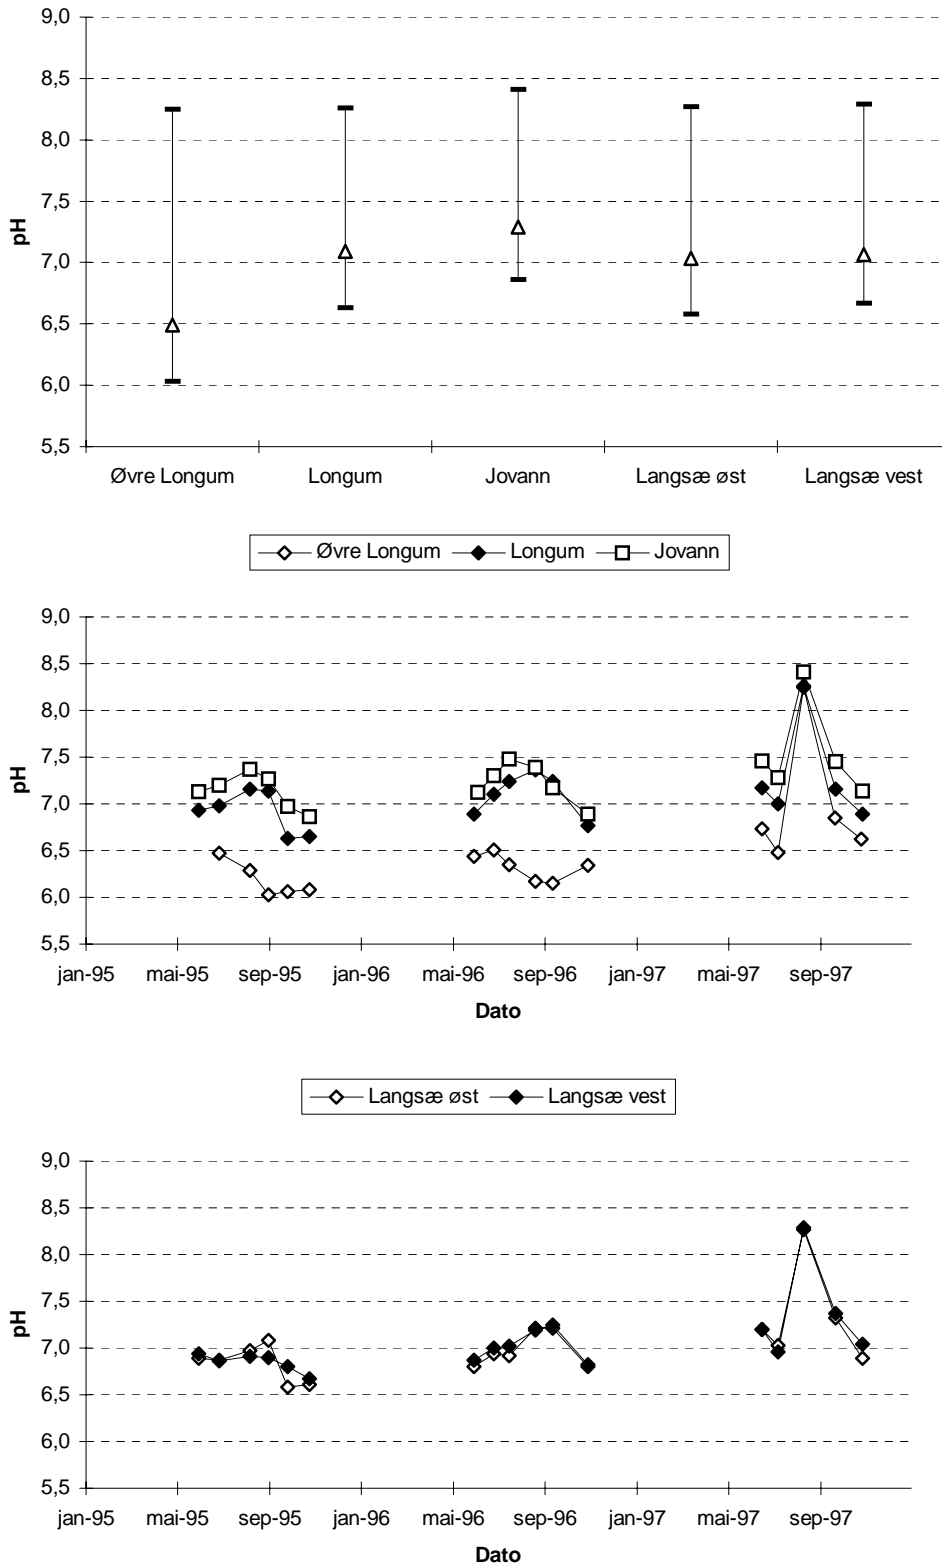 9,0
8,5
8,0
7,5
7,0
6,5
6,0
5,5
pH
Øvre Longum Longum Jovann Langsæ øst Langsæ vest
Øvre Longum Longum Jovann
9,0
8,5
8,0
7,5
7,0
6,5
6,0
5,5
pH
jan-95 mai-95 sep-95 jan-96 mai-96 sep-96 jan-97 mai-97 sep-97
Dato
Langsæ øst Langsæ vest
9,0
8,5
8,0
7,5
7,0
6,5
6,0
5,5
pH
jan-95 mai-95 sep-95 jan-96 mai-96 sep-96 jan-97 mai-97 sep-97
Dato